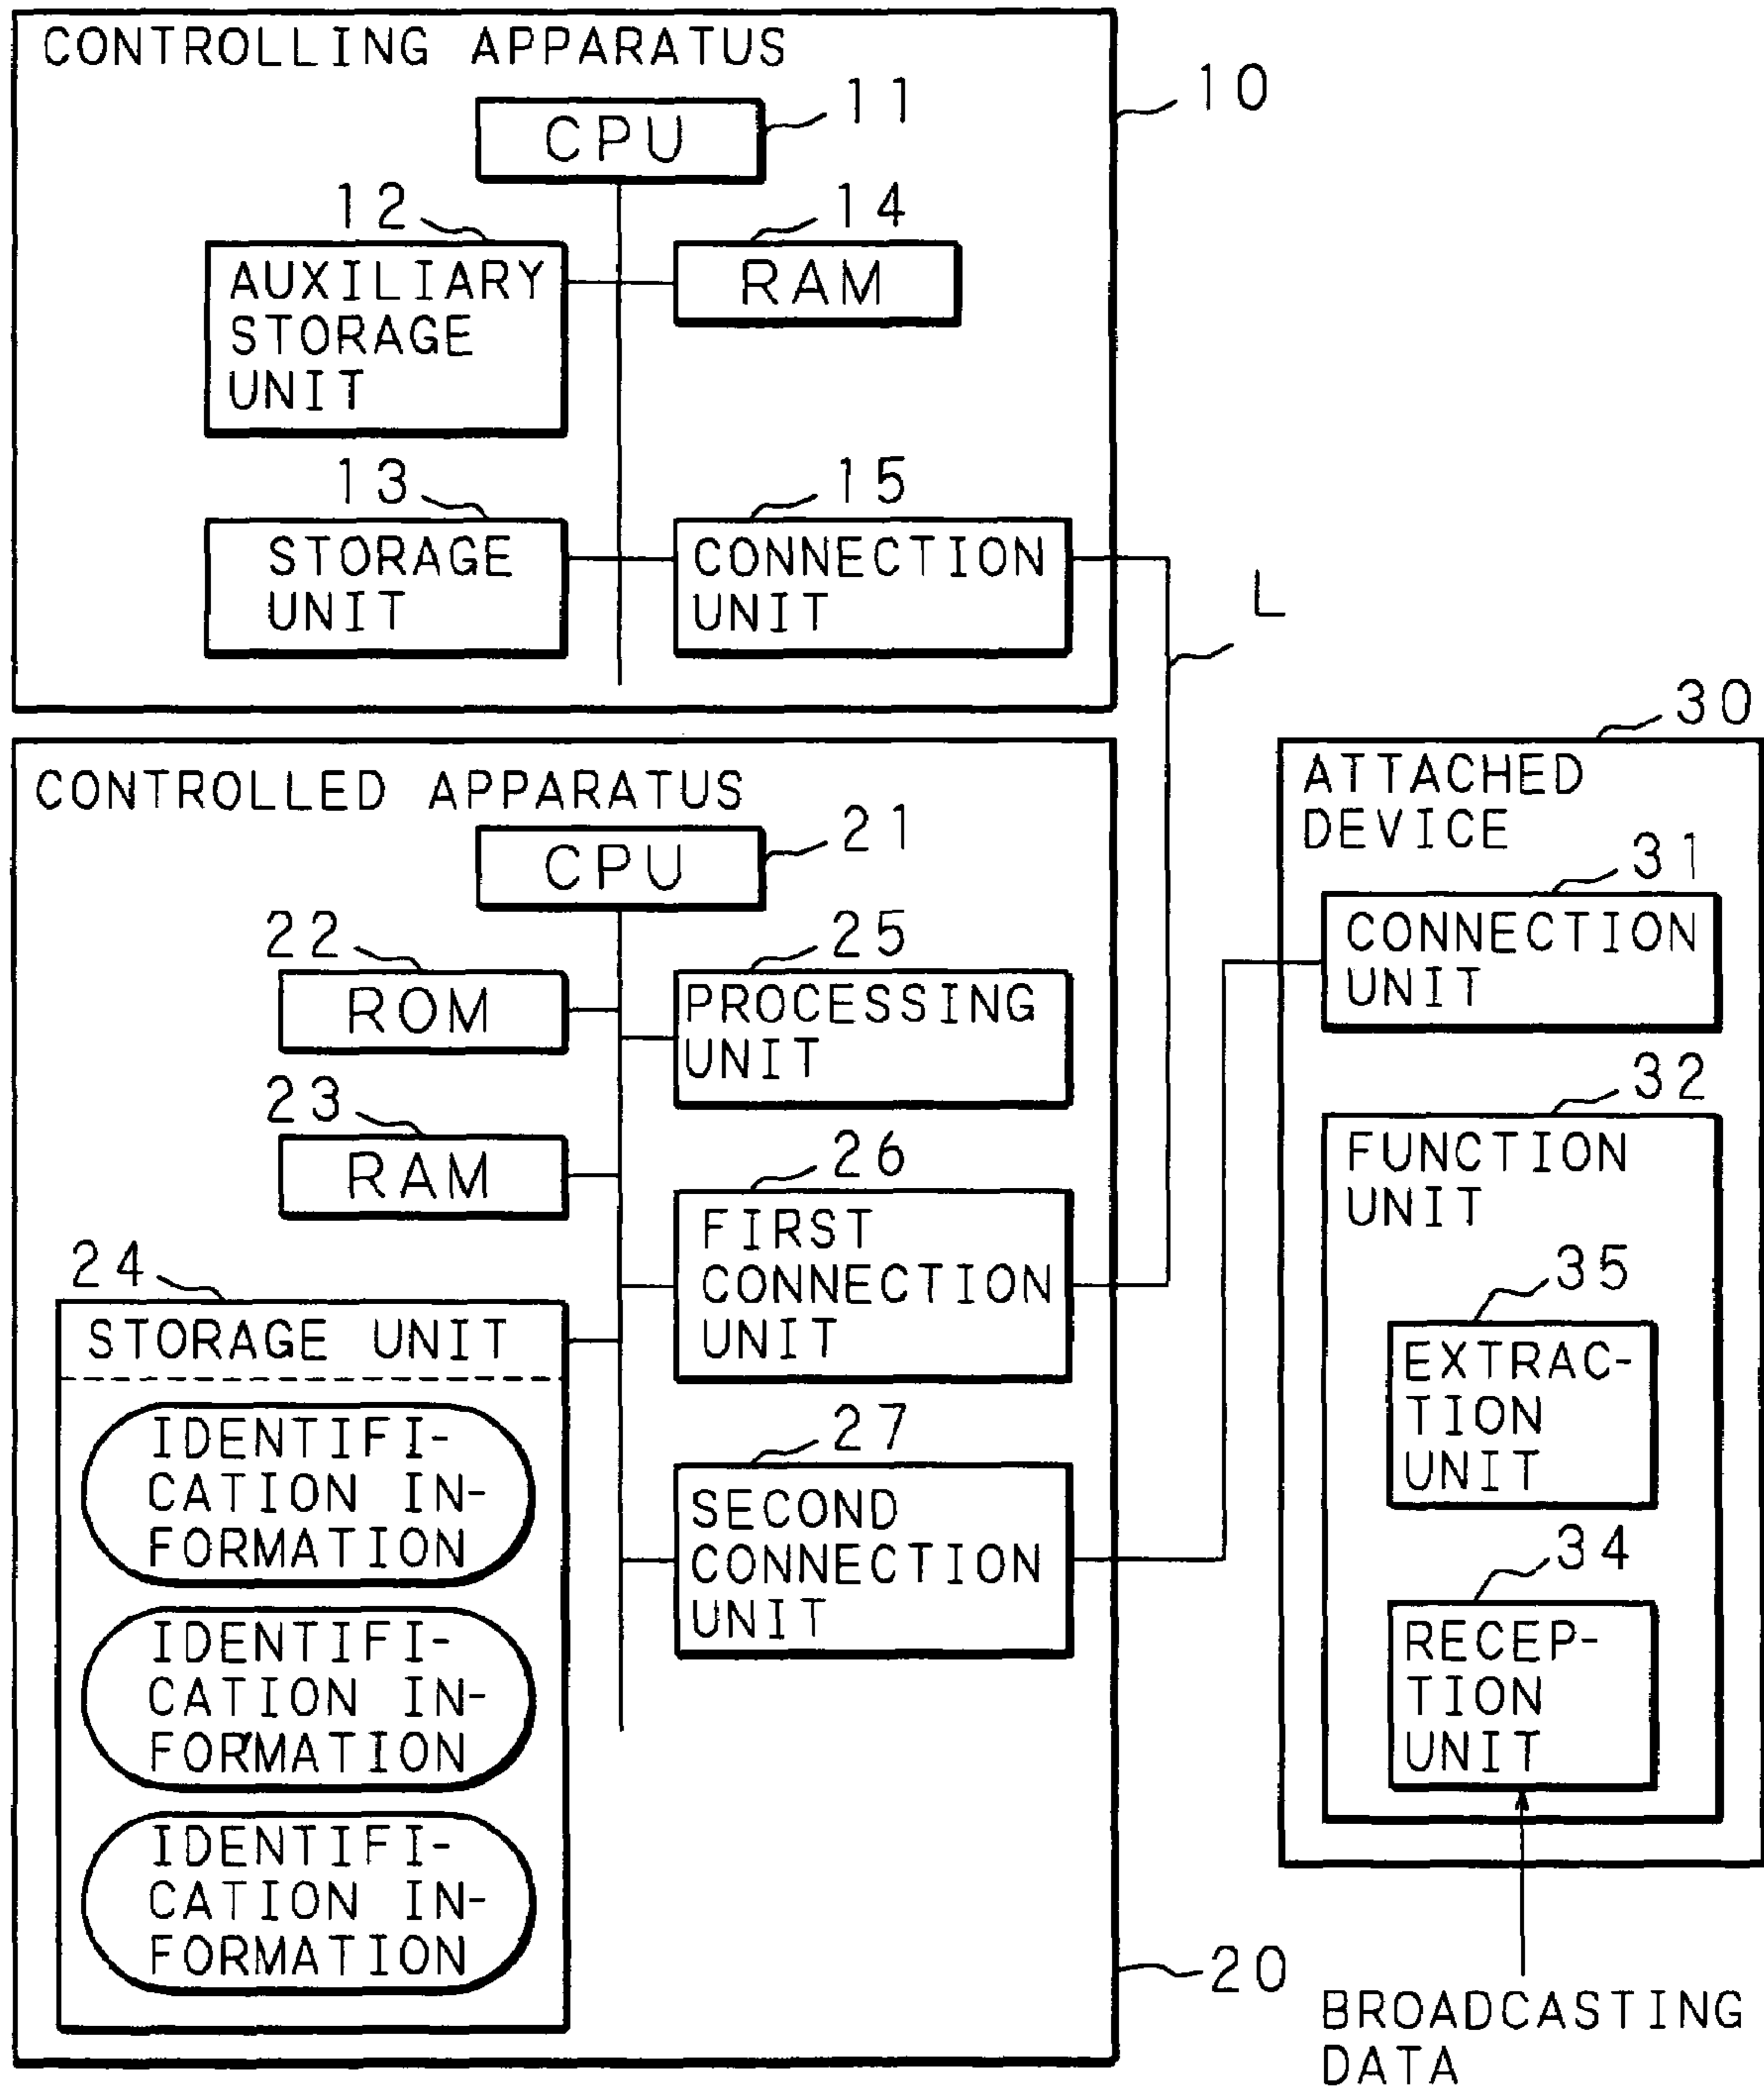 CONTROLLING APPARATUS
10
11
CPU
12
14
AUXILIARY
STORAGE
UNIT
RAM
13
15
STORAGE
UNIT
CONNECTION
UNIT
L
CONTROLLED APPARATUS
21
CPU
22
25
ROM
PROCESSING
UNIT
23
RAM
26
FIRST
CONNECTION
UNIT
24
STORAGE UNIT
IDENTIFI-
CATION IN-
FORMATION
IDENTIFI-
CATION IN-
FORMATION
IDENTIFI-
CATION IN-
FORMATION
27
SECOND
CONNECTION
UNIT
20
30
ATTACHED
DEVICE
31
CONNECTION
UNIT
32
FUNCTION
UNIT
35
EXTRAC-
TION
UNIT
34
RECEP-
TION
UNIT
BROADCASTING
DATA